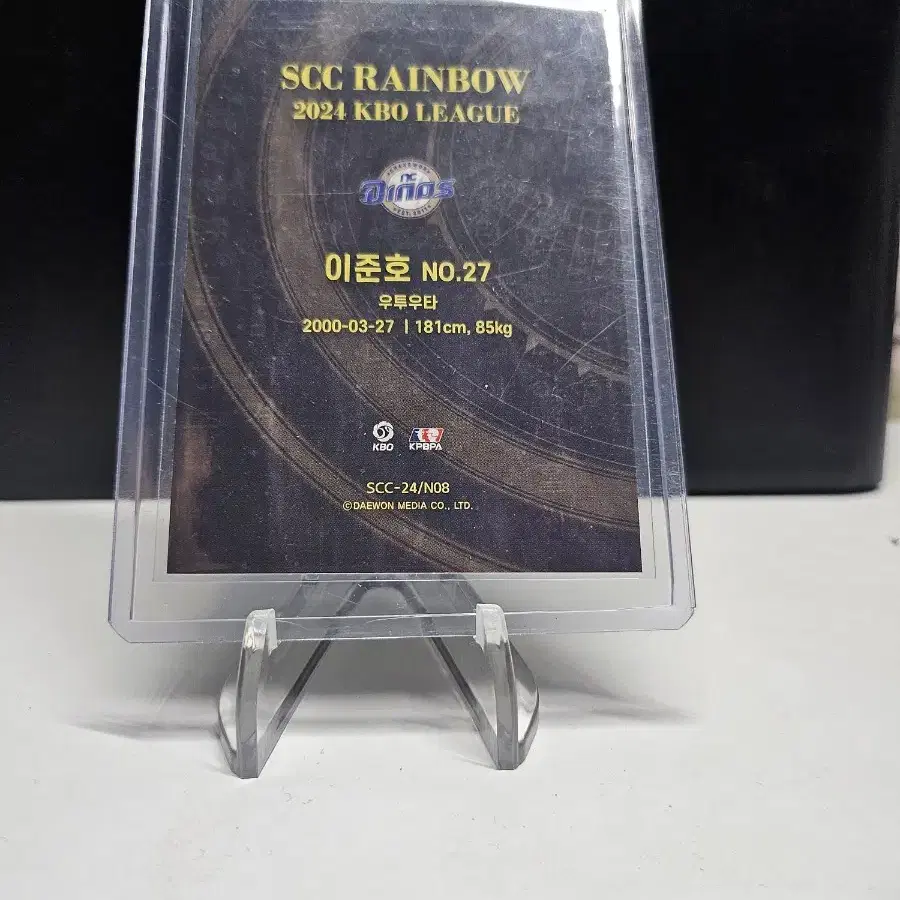 SCC RAINBOW
2024 KBO LEAGUE
NC
Dinos
이준호 NO.27
우투우타
2000-03-27 | 181cm, 85kg
KBO KPBPA
SCC-24/N08
©DAEWON MEDIA CO., LTD.